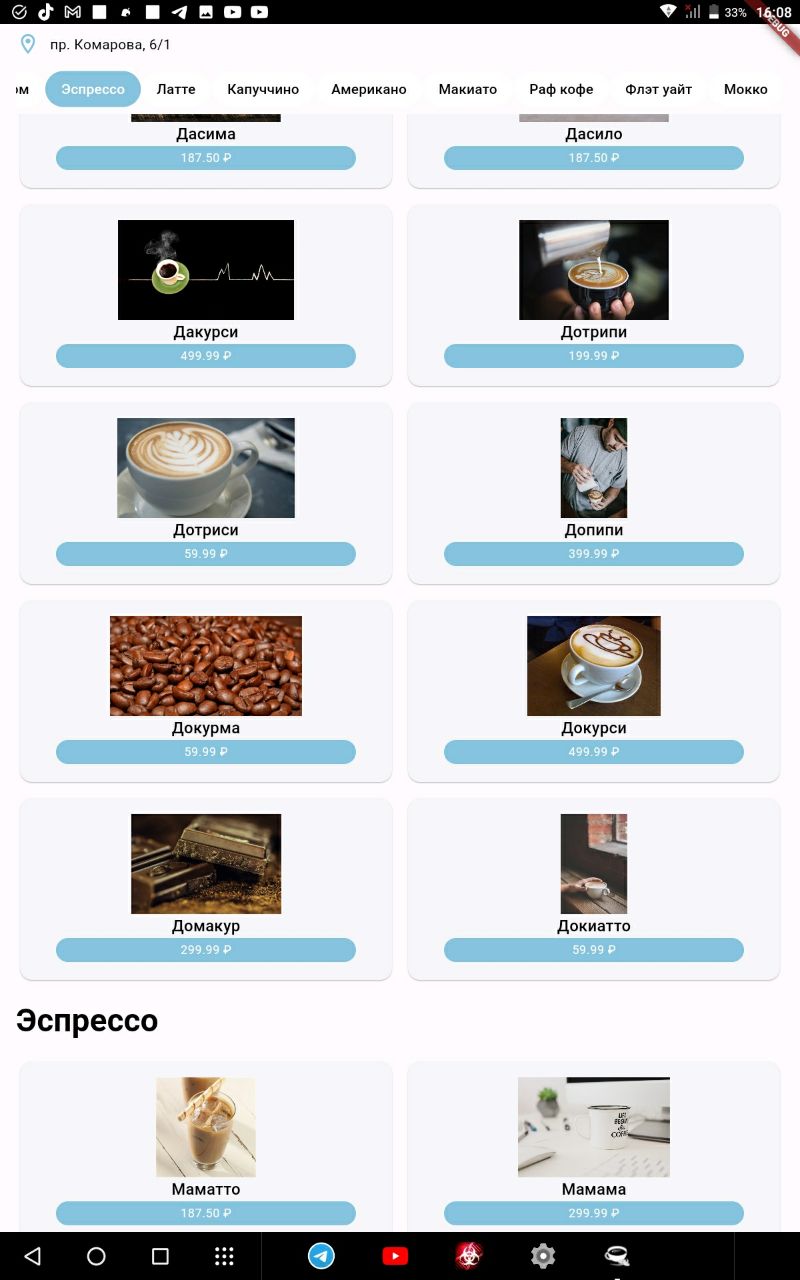 33% 16:08
DEBUG
пр. Комарова, 6/1
ом Эспрессо Латте Капуччино Американо Макиато Раф кофе Флэт уайт Мокко
Дасима Дасило
187.50 ₽ 187.50 ₽
Дакурси Дотрипи
499.99 ₽ 199.99 ₽
Дотриси Допипи
59.99 ₽ 399.99 ₽
Докурма Докурси
59.99 ₽ 499.99 ₽
Домакур Докиатто
299.99 ₽ 59.99 ₽
Эспрессо
Маматто Мамама
187.50 ₽ 299.99 ₽